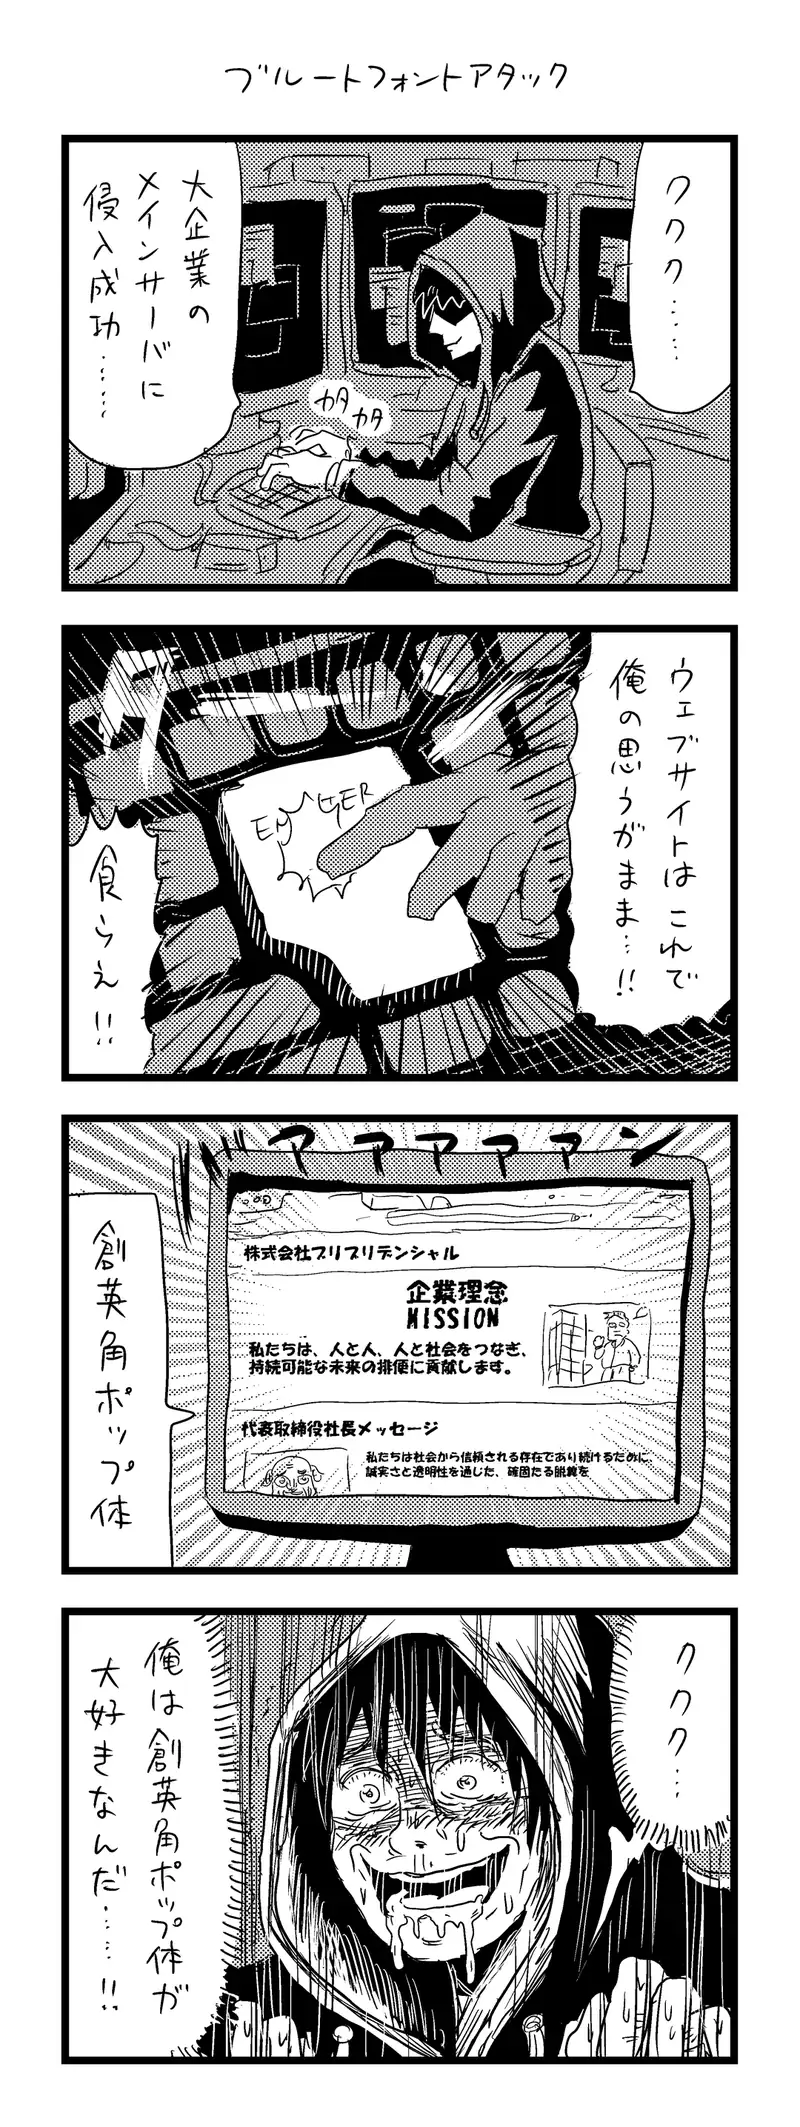 ブルートフォントアタック
ククク……
大企業の
メインサーバに
侵入成功……
カタ
カタ
ウェブサイトはこれで
俺の思うがまま…!!
ENTER
食らえ!!
ババァァァァァン
株式会社プリプリデンシャル
企業理念
MISSION
私たちは、人と人、人と社会をつなぎ、
持続可能な未来の排便に貢献します。
代表取締役社長メッセージ
私たちは社会から信頼される存在であり続けるために、
誠実さと透明性を通じた、確固たる脱糞を
創英角ポップ体
ククク…
俺は創英角ポップ体が
大好きなんだ……!!